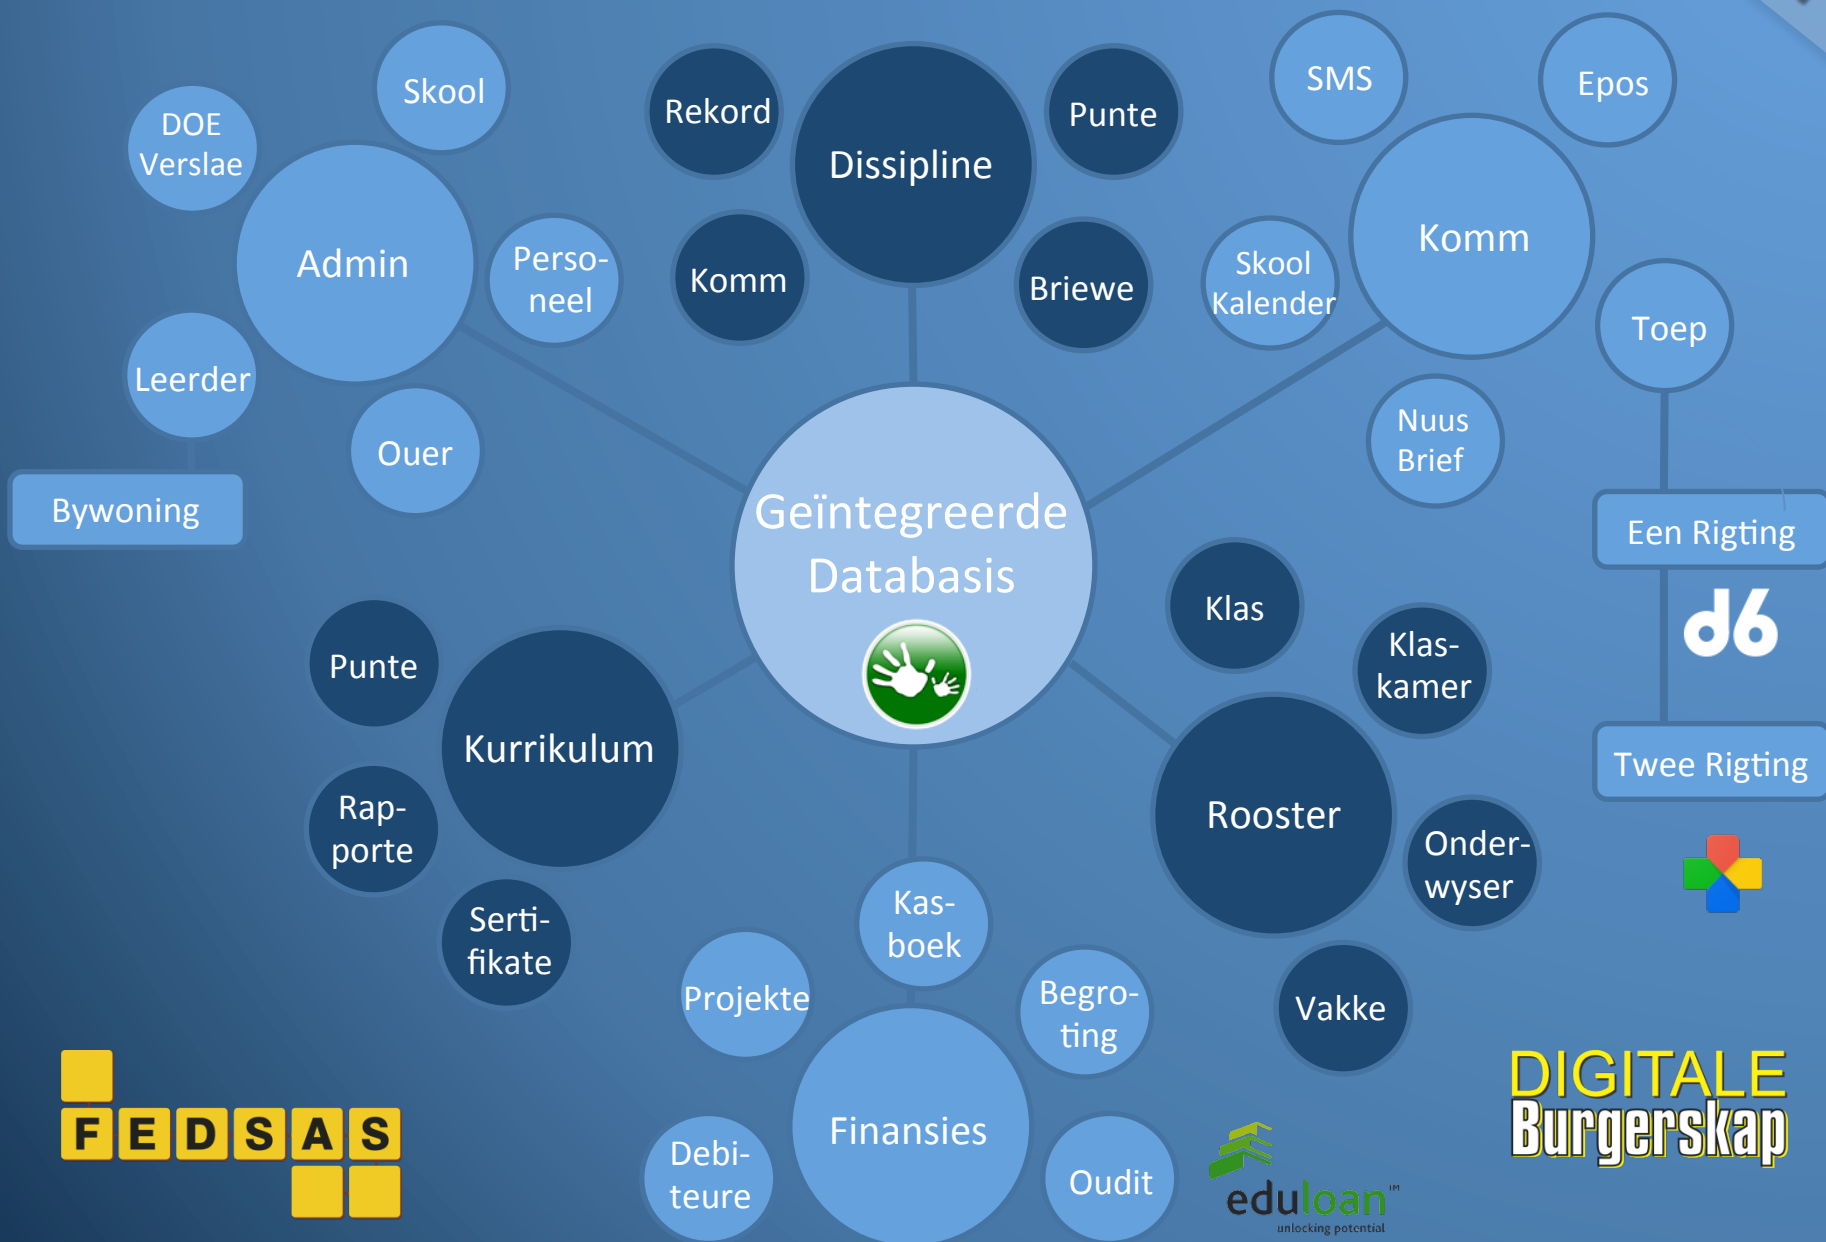 Skool
DOE
Verslae
Admin
Perso-
neel
Leerder
Ouer
Bywoning
Rekord
Dissipline
Punte
Komm
Briewe
SMS
Epos
Komm
Skool
Kalender
Toep
Nuus
Brief
Een Rigting
d6
Twee Rigting
Geïntegreerde
Databasis
Klas
Klas-
kamer
Rooster
Onder-
wyser
Vakke
Punte
Kurrikulum
Rap-
porte
Serti-
fikate
Kas-
boek
Projekte
Begro-
ting
Finansies
Debi-
teure
Oudit
FEDSAS
eduloan™
unlocking potential
DIGITALE
Burgerskap